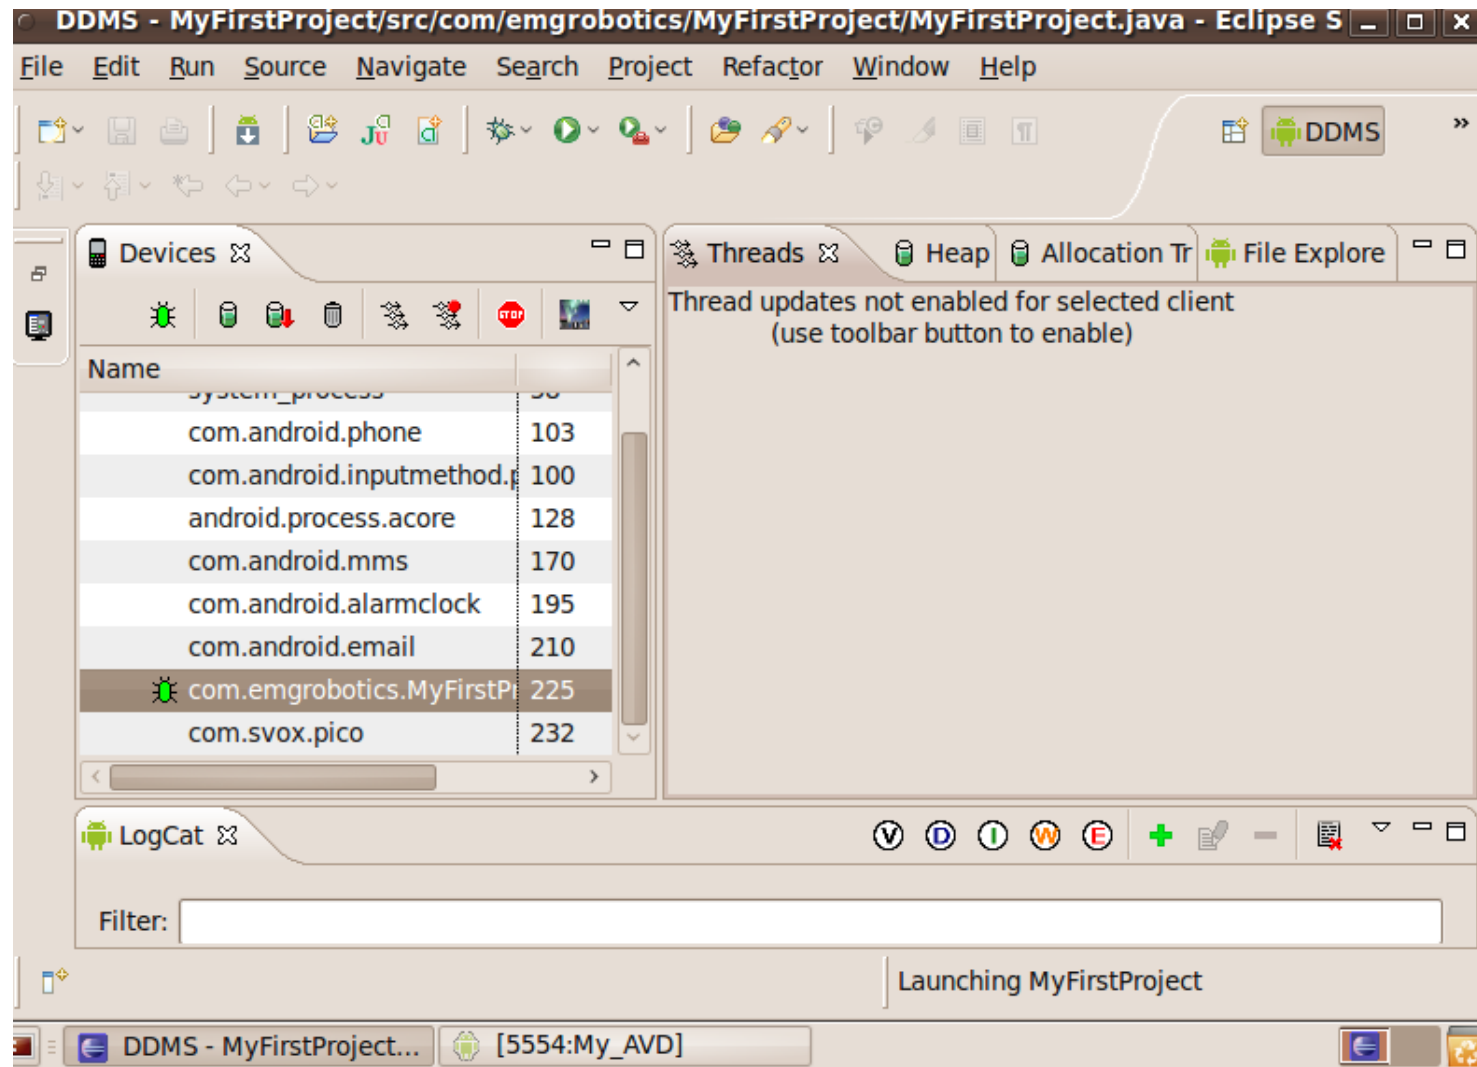 DDMS - MyFirstProject/src/com/emgrobotics/MyFirstProject/MyFirstProject.java - Eclipse S
File Edit Run Source Navigate Search Project Refactor Window Help
DDMS »
Devices
Threads Heap Allocation Tr File Explore
Thread updates not enabled for selected client
(use toolbar button to enable)
STOP
Name
system_process
com.android.phone 103
com.android.inputmethod.p 100
android.process.acore 128
com.android.mms 170
com.android.alarmclock 195
com.android.email 210
com.emgrobotics.MyFirstPr 225
com.svox.pico 232
LogCat V D I W E
Filter:
Launching MyFirstProject
DDMS - MyFirstProject... [5554:My_AVD]